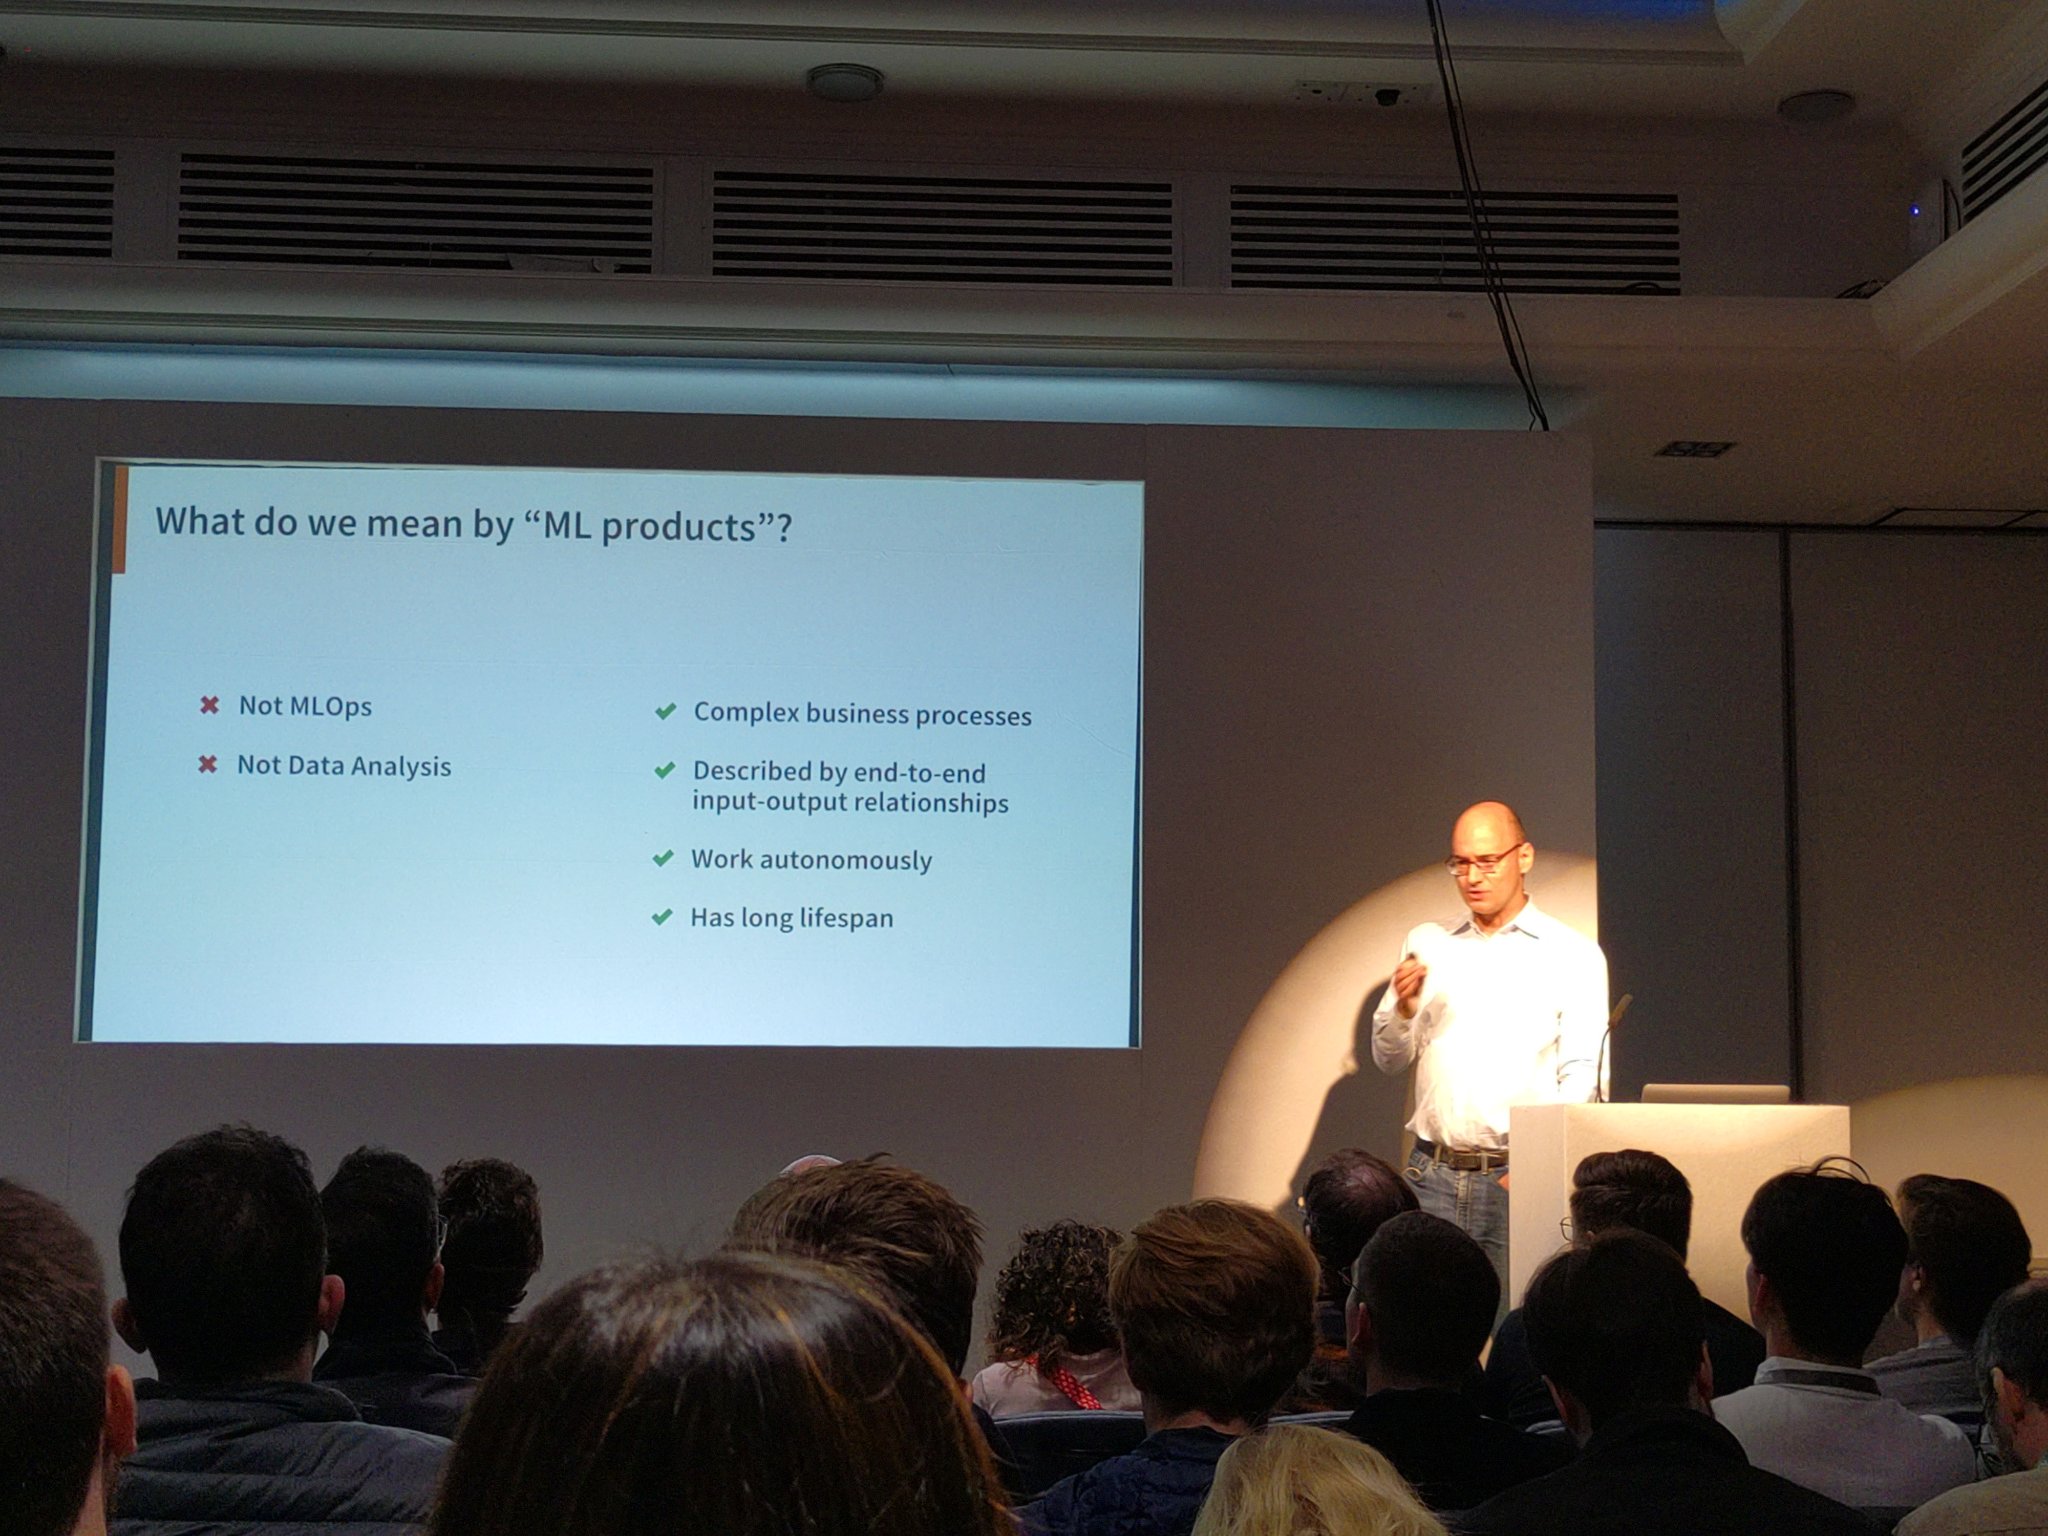 What do we mean by “ML products”?
Not MLOps
Not Data Analysis
Complex business processes
Described by end-to-end
input-output relationships
Work autonomously
Has long lifespan